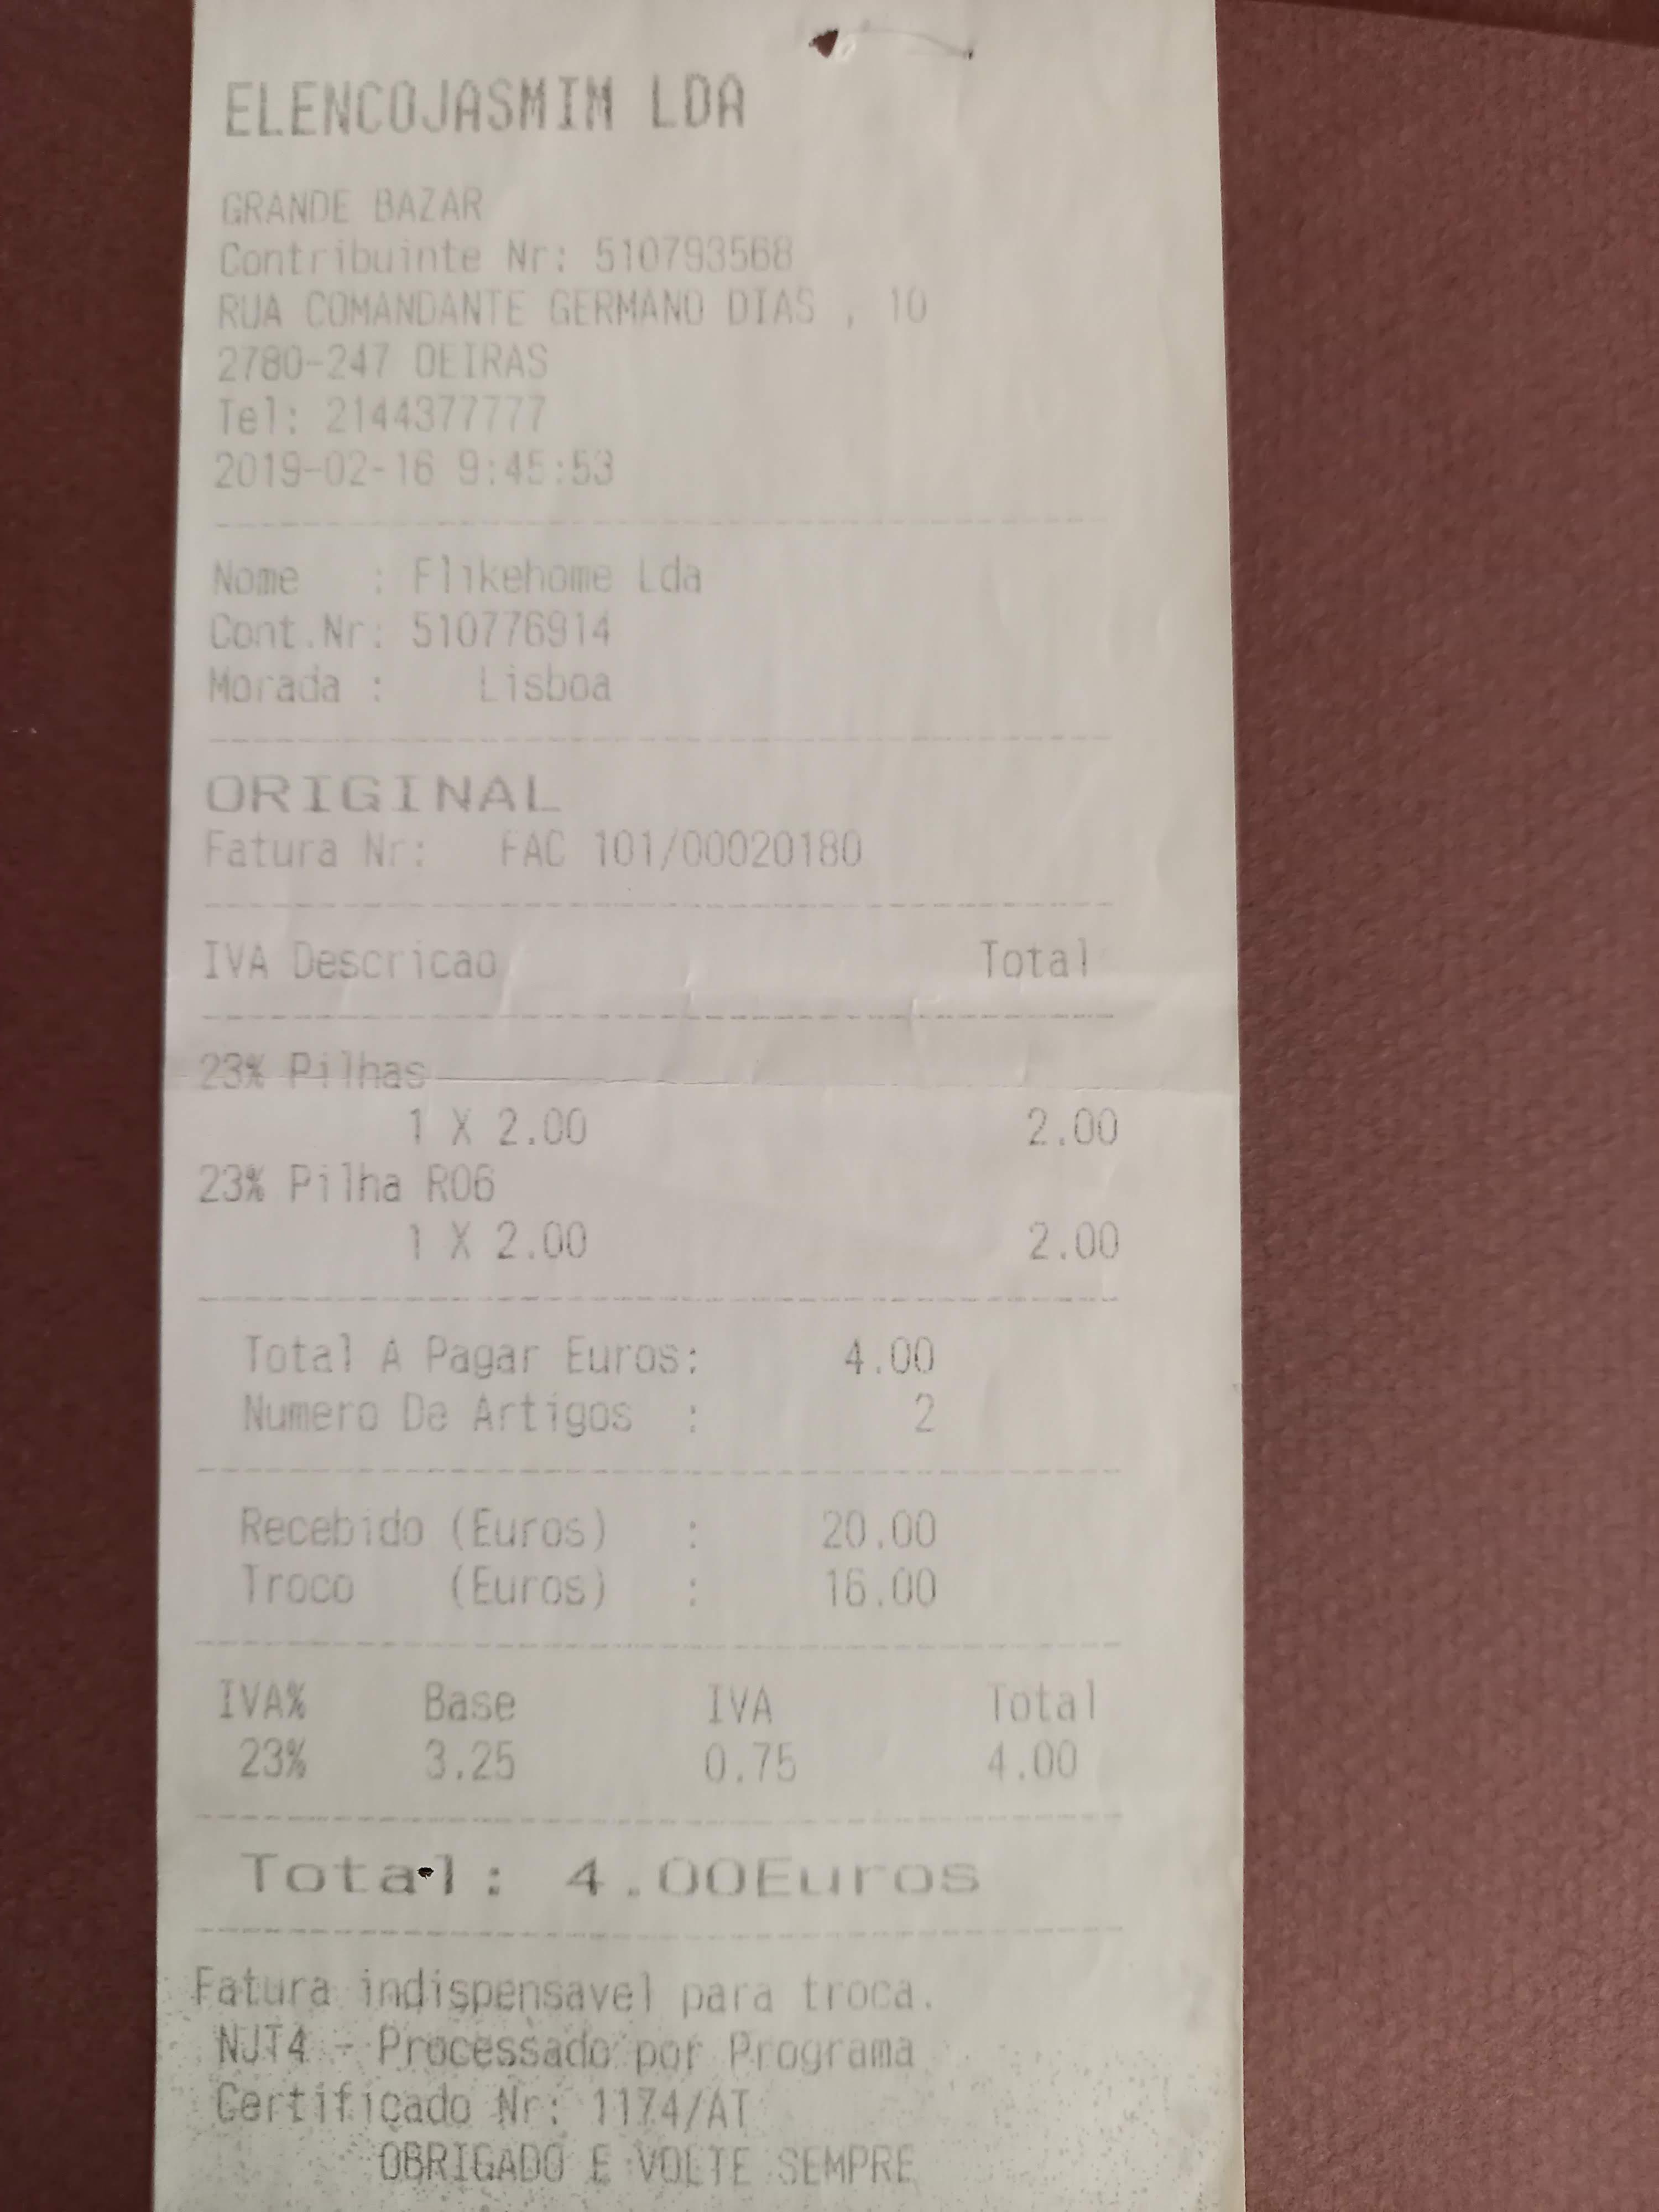 ELENCOJASMIM LDA
GRANDE BAZAR
Contribuinte Nr: 510793568
RUA COMANDANTE GERMANO DIAS , 10
2780-247 OEIRAS
Tel: 2144377777
2019-02-16 9:45:53
Nome : Flikehome Lda
Cont.Nr: 510776914
Morada : Lisboa
ORIGINAL
Fatura Nr: FAC 101/00020180
IVA Descricao Total
23% Pilhas
1 X 2.00 2.00
23% Pilha R06
1 X 2.00 2.00
Total A Pagar Euros: 4.00
Numero De Artigos : 2
Recebido (Euros) : 20.00
Troco (Euros) : 16.00
IVA% Base IVA Total
23% 3.25 0.75 4.00
Total: 4.00Euros
Fatura indispensavel para troca.
NJT4 - Processado por Programa
Certificado Nr: 1174/AT
OBRIGADO E VOLTE SEMPRE